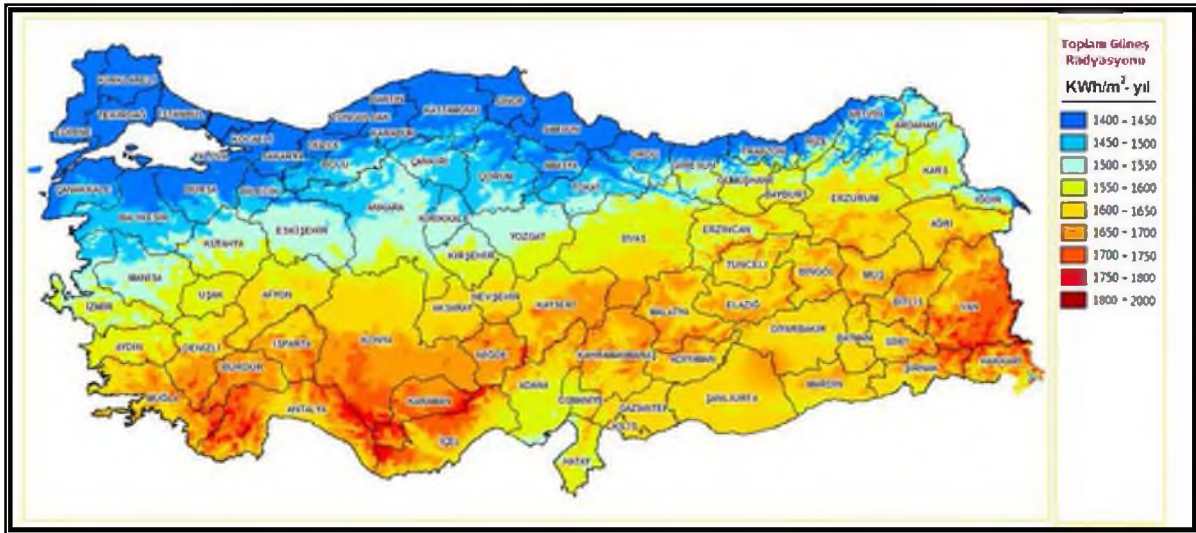 Toplam Güneş
Radyasyonu
KWh/m²- yıl
1400 - 1450
1450 - 1500
1500 - 1550
1550 - 1600
1600 - 1650
1650 - 1700
1700 - 1750
1750 - 1800
1800 - 2000
KIRKLARELİ
TEKİRDAĞ
İSTANBUL
EDİRNE
KOCAELİ
YALOVA
SAKARYA
DÜZCE
BOLU
BARTIN
KARABÜK
KASTAMONU
SİNOP
SAMSUN
ORDU
GİRESUN
TRABZON
RİZE
ARTVİN
ARDAHAN
KARS
IĞDIR
ÇANAKKALE
BURSA
BİLECİK
ÇANKIRI
ÇORUM
AMASYA
TOKAT
GÜMÜŞHANE
BAYBURT
ERZURUM
AĞRI
BALIKESİR
KÜTAHYA
ESKİŞEHİR
ANKARA
KIRIKKALE
YOZGAT
SİVAS
ERZİNCAN
KIRŞEHİR
TUNCELİ
BİNGÖL
MUŞ
MANİSA
İZMİR
UŞAK
AFYON
AKSARAY
NEVŞEHİR
KAYSERİ
MALATYA
ELAZIĞ
BİTLİS
VAN
AYDIN
DENİZLİ
ISPARTA
BURDUR
KONYA
NİĞDE
DİYARBAKIR
BATMAN
SİİRT
ŞIRNAK
HAKKARİ
MUĞLA
ANTALYA
KARAMAN
İÇEL
ADANA
OSMANİYE
GAZİANTEP
KİLİS
ŞANLIURFA
MARDİN
HATAY